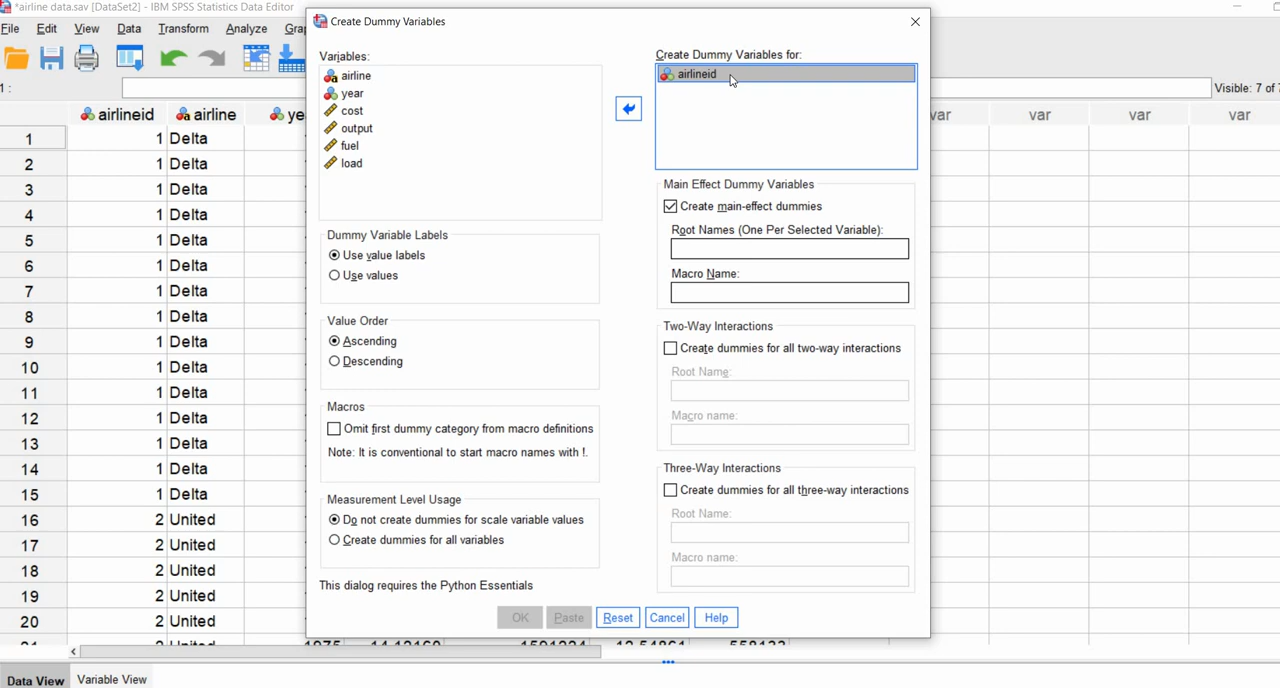 *airline data.sav [DataSet2] - IBM SPSS Statistics Data Editor
File Edit View Data Transform Analyze
1 :
Visible: 7 of
airlineid airline
var var var var
1 1 Delta
2 1 Delta
3 1 Delta
4 1 Delta
5 1 Delta
6 1 Delta
7 1 Delta
8 1 Delta
9 1 Delta
10 1 Delta
11 1 Delta
12 1 Delta
13 1 Delta
14 1 Delta
15 1 Delta
16 2 United
17 2 United
18 2 United
19 2 United
20 2 United
Data View Variable View
Create Dummy Variables
Variables:
airline
year
cost
output
fuel
load
Dummy Variable Labels
Use value labels
Use values
Value Order
Ascending
Descending
Macros
Omit first dummy category from macro definitions
Note: It is conventional to start macro names with !.
Measurement Level Usage
Do not create dummies for scale variable values
Create dummies for all variables
This dialog requires the Python Essentials
Create Dummy Variables for:
airlineid
Main Effect Dummy Variables
Create main-effect dummies
Root Names (One Per Selected Variable):
Macro Name:
Two-Way Interactions
Create dummies for all two-way interactions
Root Name:
Macro name:
Three-Way Interactions
Create dummies for all three-way interactions
Root Name:
Macro name:
OK Paste Reset Cancel Help